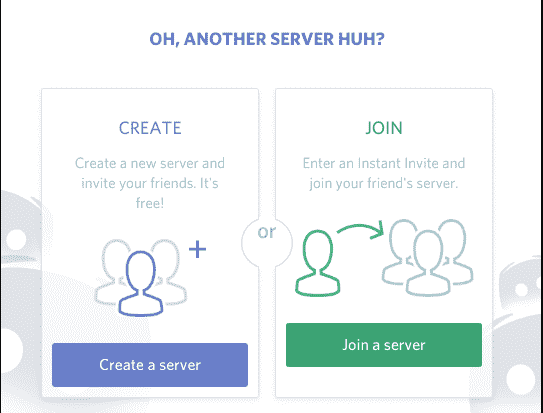 OH, ANOTHER SERVER HUH?
CREATE
Create a new server and
invite your friends. It's
free!
Create a server
or
JOIN
Enter an Instant Invite and
join your friend's server.
Join a server